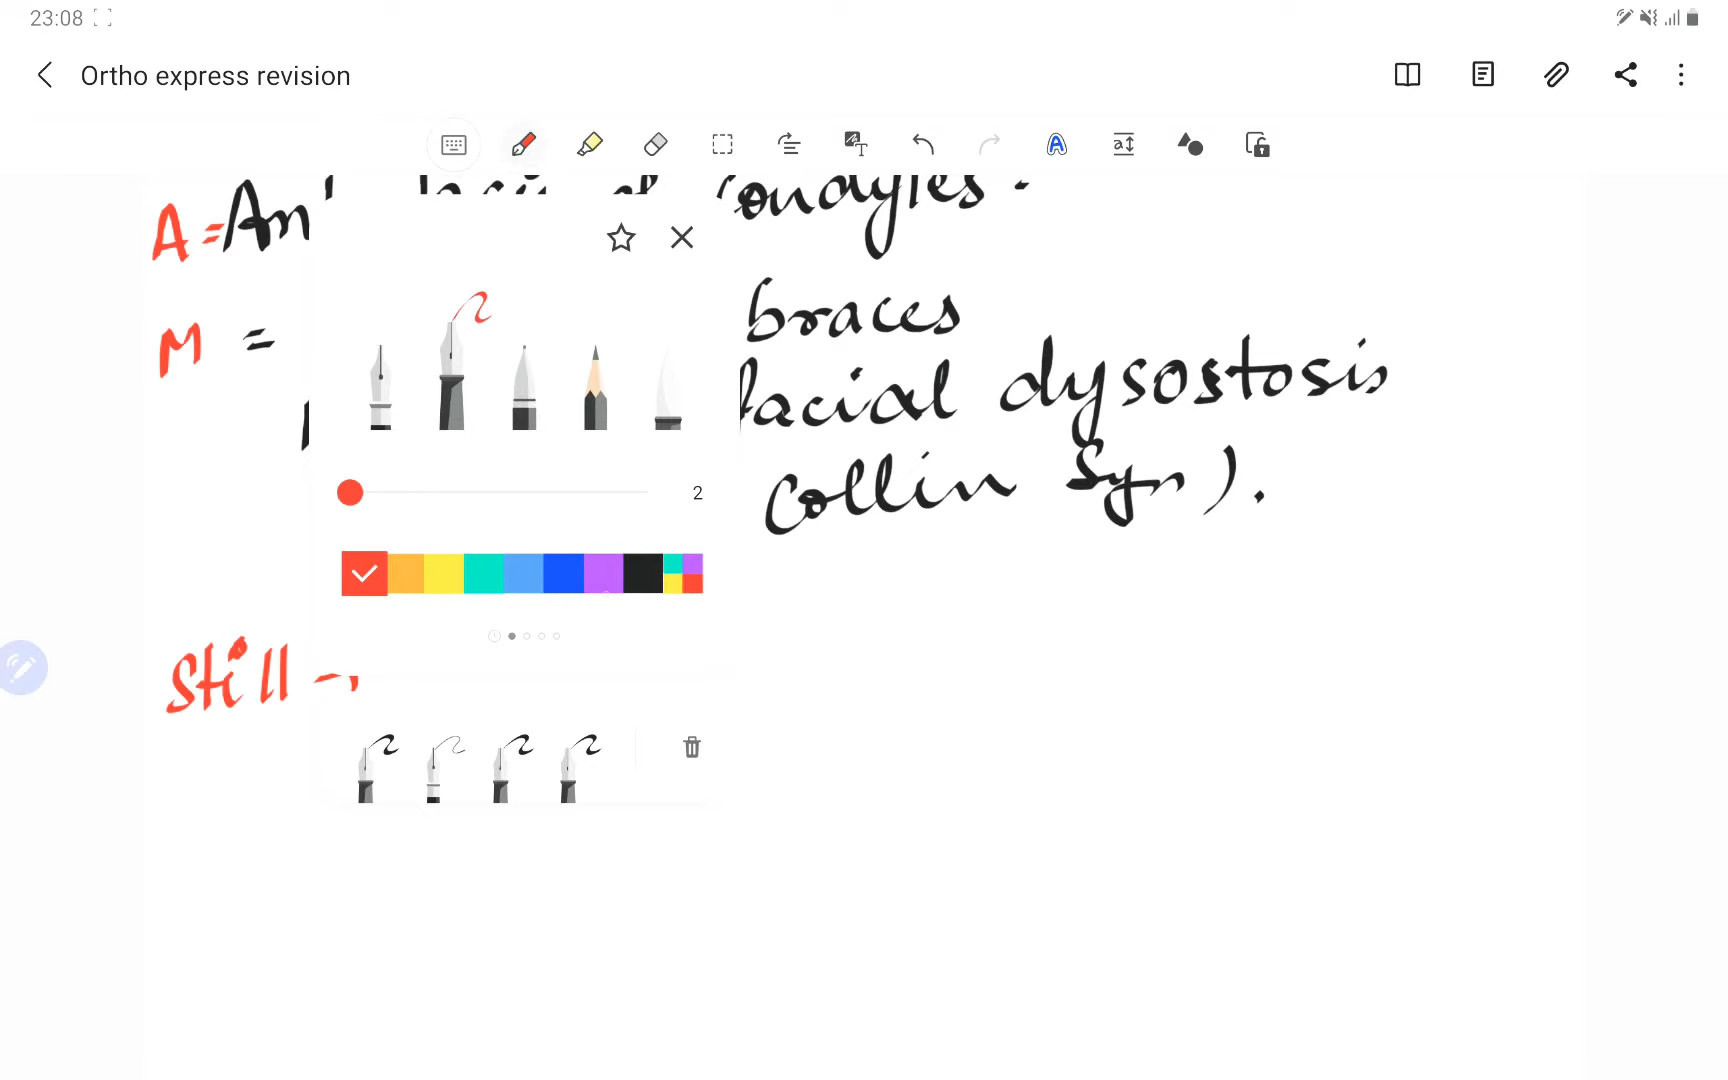 23:08
Ortho express revision
A = An
M =
braces
facial dysostosis
Collin Syn).
2
Still -